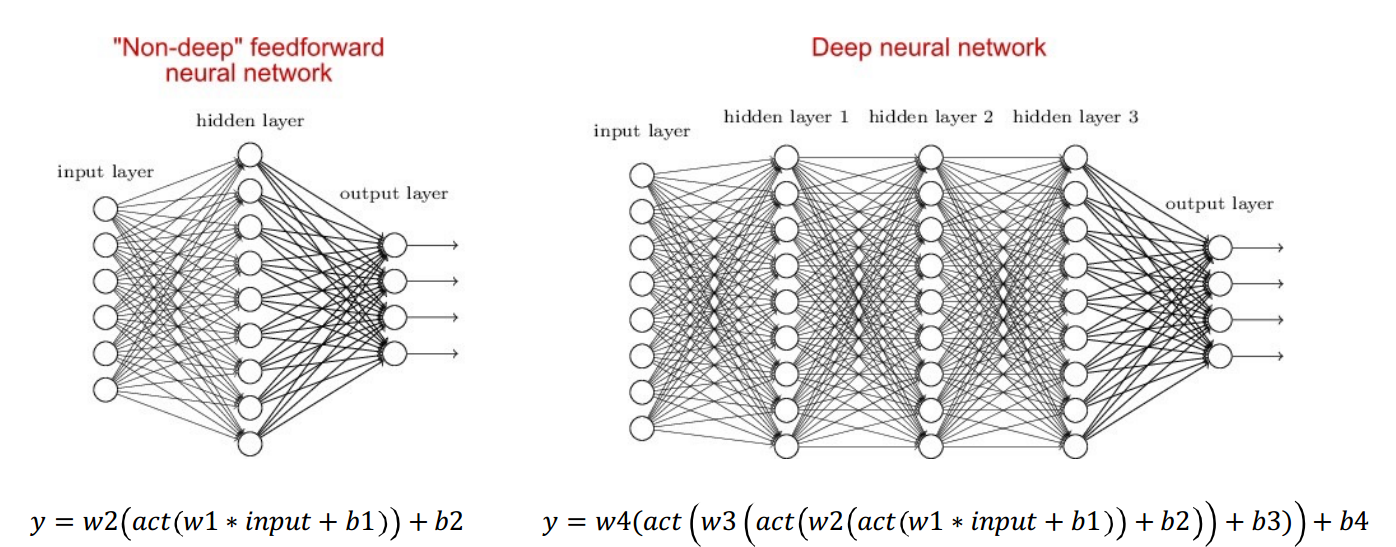 "Non-deep" feedforward
neural network
hidden layer
input layer
output layer
y = w2(act(w1 * input + b1)) + b2
Deep neural network
hidden layer 1 hidden layer 2 hidden layer 3
input layer
output layer
y = w4(act(w3(act(w2(act(w1 * input + b1)) + b2)) + b3)) + b4